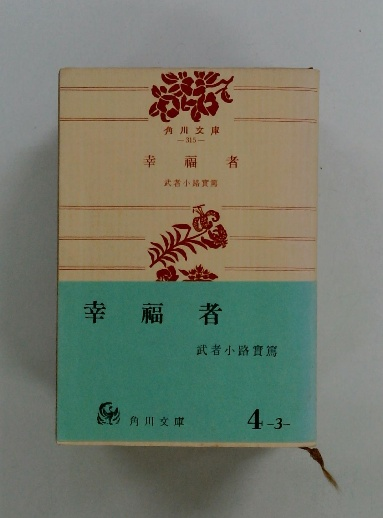 角川文庫
—315—
幸福者
武者小路實篤
幸福者
武者小路實篤
角川文庫
4-3-